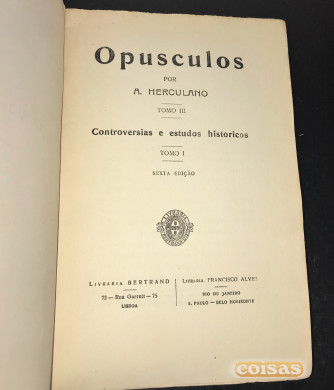 Opusculos
POR
A. HERCULANO
TOMO III
Controversias e estudos historicos
TOMO I
SEXTA EDIÇÃO
LIVRARIA BERTRAND
73 — Rua Garrett — 75
LISBOA
LIVRARIA FRANCISCO ALVES
RIO DE JANEIRO
S. PAULO — BELO HORIZONTE
coisas